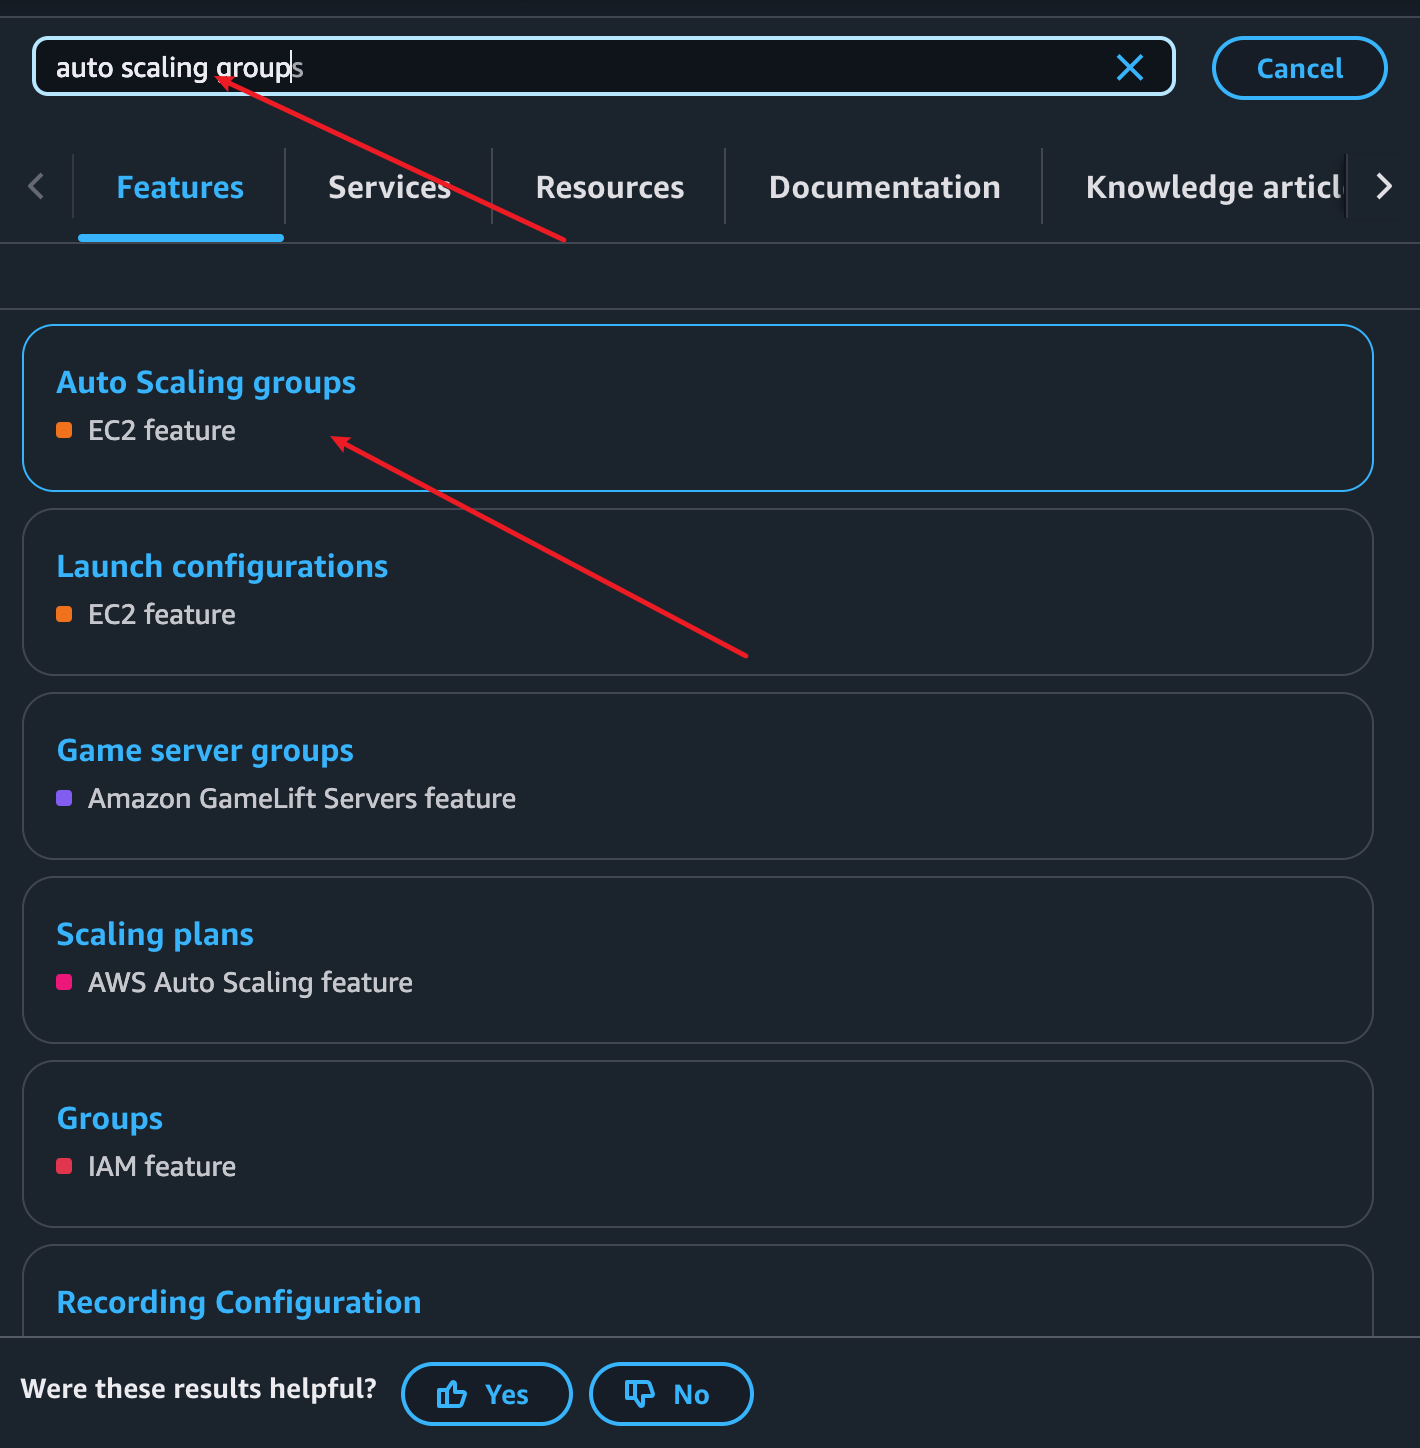 auto scaling groups
Cancel
Features
Services
Resources
Documentation
Knowledge articl
Auto Scaling groups
EC2 feature
Launch configurations
EC2 feature
Game server groups
Amazon GameLift Servers feature
Scaling plans
AWS Auto Scaling feature
Groups
IAM feature
Recording Configuration
Were these results helpful?
Yes
No